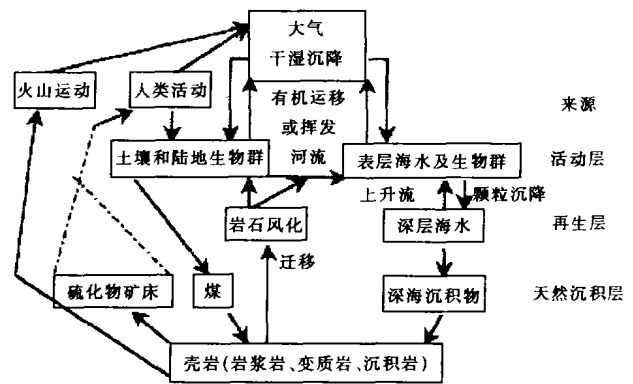 大气
干湿沉降
火山运动
人类活动
有机运移
或挥发
河流
来源
土壤和陆地生物群
表层海水及生物群
活动层
上升流
颗粒沉降
岩石风化
深层海水
再生层
迁移
硫化物矿床
煤
深海沉积物
天然沉积层
壳岩(岩浆岩、变质岩、沉积岩)